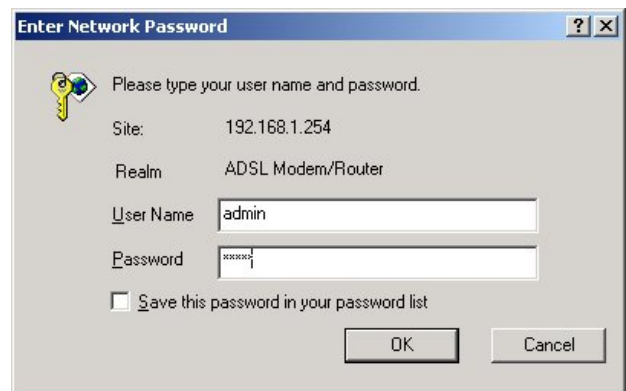 Enter Network Password
Please type your user name and password.
Site: 192.168.1.254
Realm ADSL Modem/Router
User Name admin
Password *****
Save this password in your password list
OK Cancel